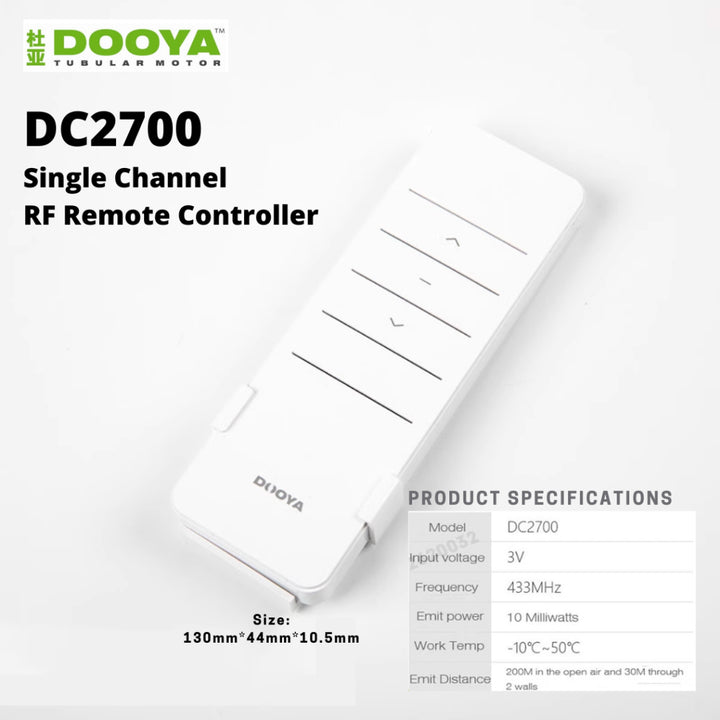 杜亚 DOOYA™
TUBULAR MOTOR
DC2700
Single Channel
RF Remote Controller
DOOYA
PRODUCT SPECIFICATIONS
Model DC2700
Input voltage 3V
Frequency 433MHz
Emit power 10 Milliwatts
Work Temp -10℃~50℃
Emit Distance 200M in the open air and 30M through
2 walls
Size:
130mm*44mm*10.5mm